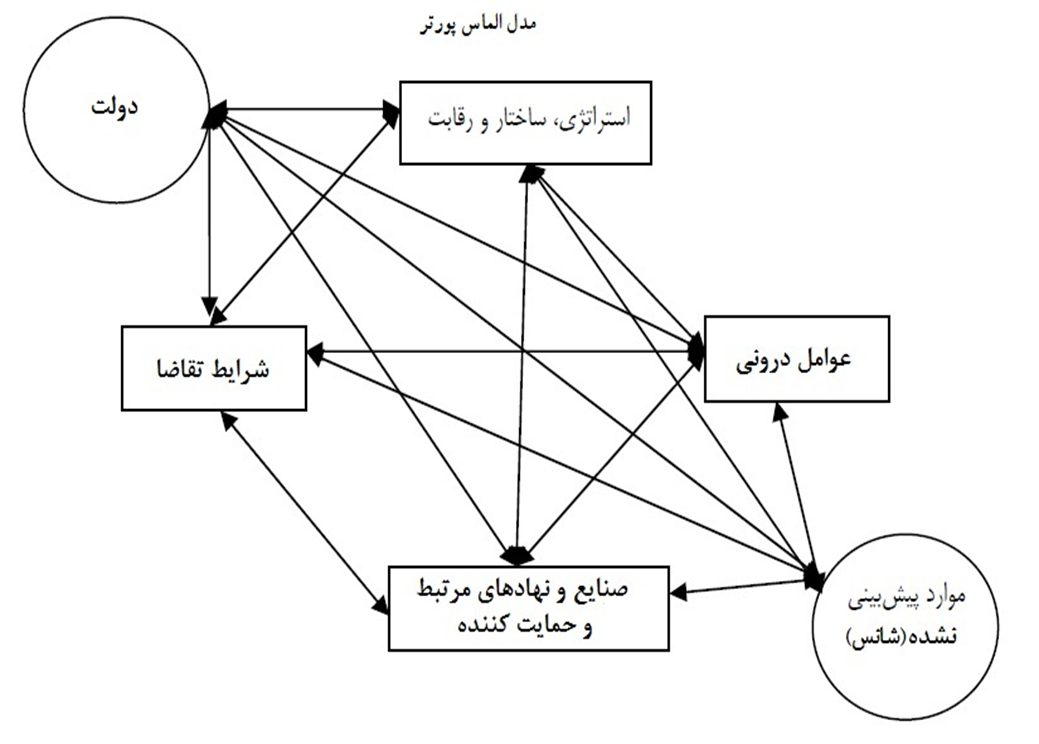 مدل الماس پورتر
دولت
استراتژی، ساختار و رقابت
شرایط تقاضا
عوامل درونی
صنایع و نهادهای مرتبط
و حمایت کننده
موارد پیش‌بینی
نشده(شانس)